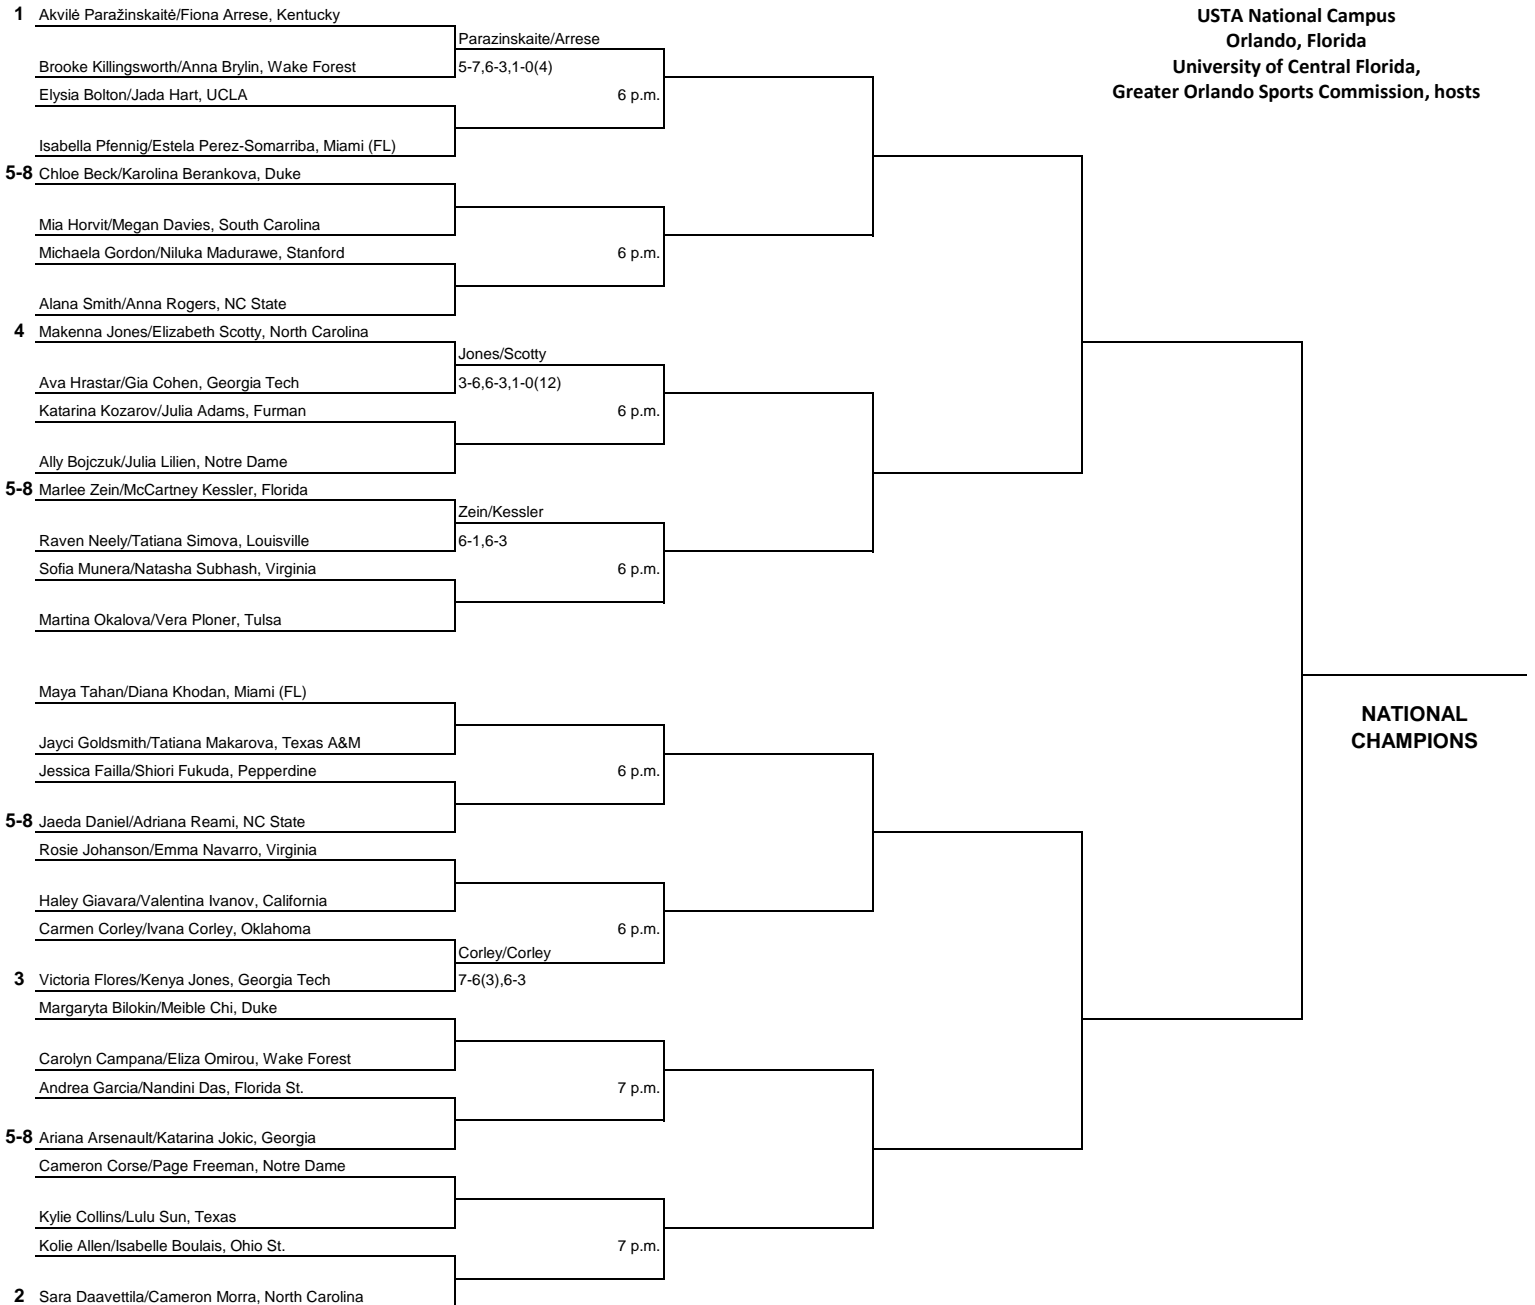 1 Akvilė Paražinskaitė/Fiona Arrese, Kentucky
USTA National Campus
Orlando, Florida
University of Central Florida,
Greater Orlando Sports Commission, hosts
Parazinskaite/Arrese
Brooke Killingsworth/Anna Brylin, Wake Forest
5-7,6-3,1-0(4)
Elysia Bolton/Jada Hart, UCLA
6 p.m.
Isabella Pfennig/Estela Perez-Somarriba, Miami (FL)
5-8 Chloe Beck/Karolina Berankova, Duke
Mia Horvit/Megan Davies, South Carolina
Michaela Gordon/Niluka Madurawe, Stanford
6 p.m.
Alana Smith/Anna Rogers, NC State
4 Makenna Jones/Elizabeth Scotty, North Carolina
Jones/Scotty
Ava Hrastar/Gia Cohen, Georgia Tech
3-6,6-3,1-0(12)
Katarina Kozarov/Julia Adams, Furman
6 p.m.
Ally Bojczuk/Julia Lilien, Notre Dame
5-8 Marlee Zein/McCartney Kessler, Florida
Zein/Kessler
Raven Neely/Tatiana Simova, Louisville
6-1,6-3
Sofia Munera/Natasha Subhash, Virginia
6 p.m.
Martina Okalova/Vera Ploner, Tulsa
Maya Tahan/Diana Khodan, Miami (FL)
NATIONAL
CHAMPIONS
Jayci Goldsmith/Tatiana Makarova, Texas A&M
Jessica Failla/Shiori Fukuda, Pepperdine
6 p.m.
5-8 Jaeda Daniel/Adriana Reami, NC State
Rosie Johanson/Emma Navarro, Virginia
Haley Giavara/Valentina Ivanov, California
Carmen Corley/Ivana Corley, Oklahoma
6 p.m.
Corley/Corley
3 Victoria Flores/Kenya Jones, Georgia Tech
7-6(3),6-3
Margaryta Bilokin/Meible Chi, Duke
Carolyn Campana/Eliza Omirou, Wake Forest
Andrea Garcia/Nandini Das, Florida St.
7 p.m.
5-8 Ariana Arsenault/Katarina Jokic, Georgia
Cameron Corse/Page Freeman, Notre Dame
Kylie Collins/Lulu Sun, Texas
Kolie Allen/Isabelle Boulais, Ohio St.
7 p.m.
2 Sara Daavettila/Cameron Morra, North Carolina